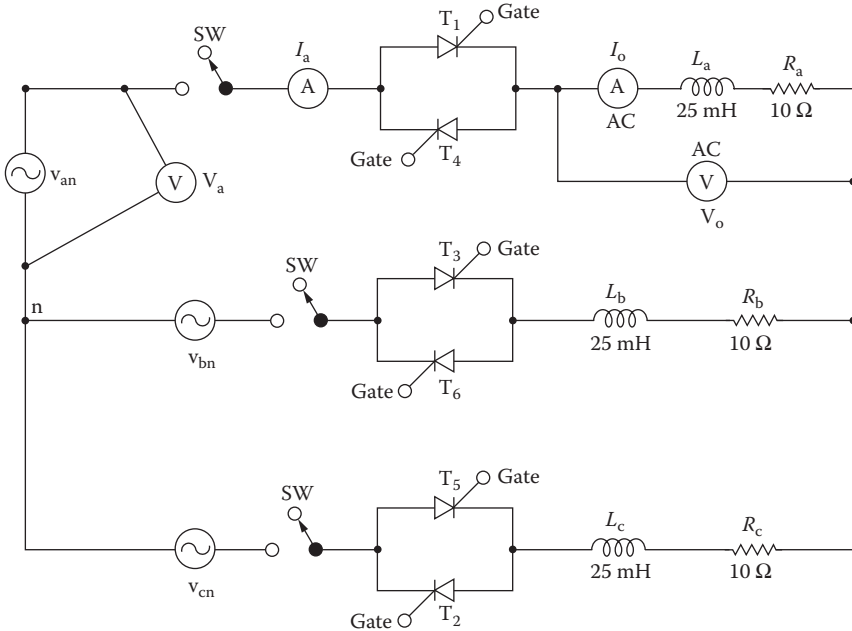 SW
I_a
A
T_1
Gate
Gate
T_4
I_o
A
AC
L_a
25 mH
R_a
10 Ω
v_an
V
V_a
AC
V
V_o
n
v_bn
SW
T_3
Gate
Gate
T_6
L_b
25 mH
R_b
10 Ω
v_cn
SW
T_5
Gate
Gate
T_2
L_c
25 mH
R_c
10 Ω